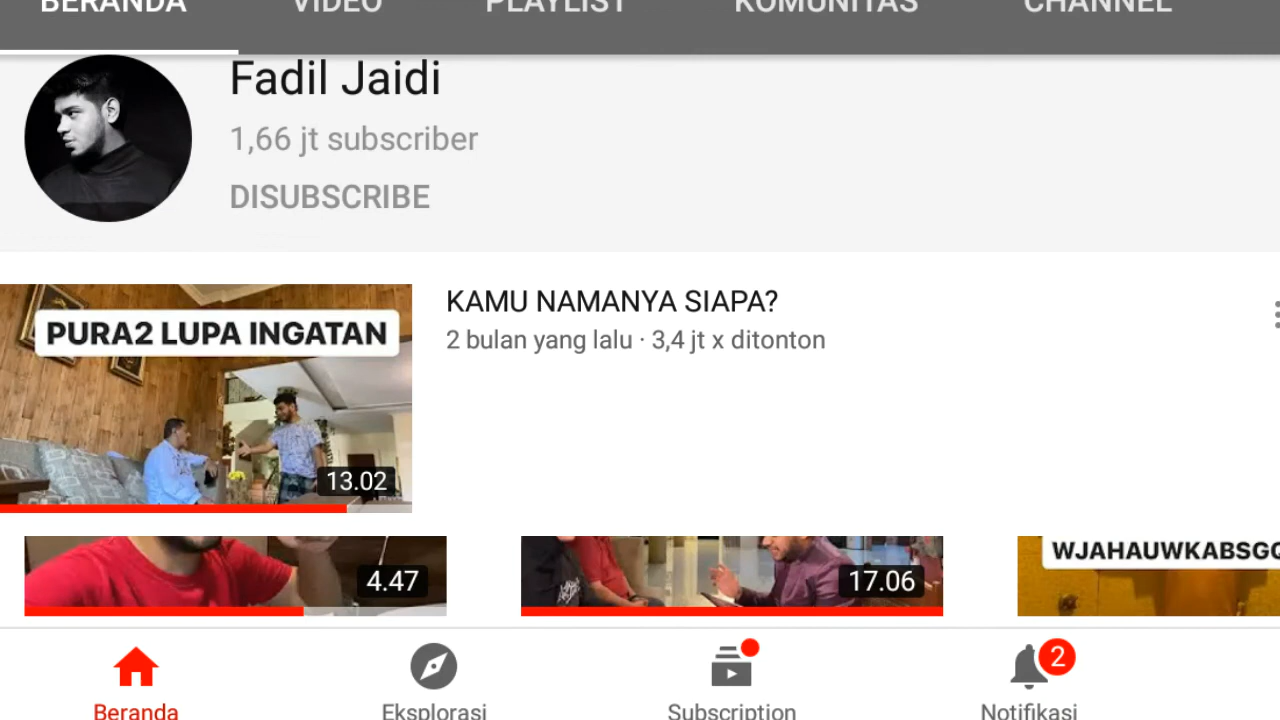 BERANDA VIDEO PLAYLIST KOMUNITAS CHANNEL
Fadil Jaidi
1,66 jt subscriber
DISUBSCRIBE
PURA2 LUPA INGATAN
13.02
KAMU NAMANYA SIAPA?
2 bulan yang lalu · 3,4 jt x ditonton
4.47
17.06
2
Beranda Eksplorasi Subscription Notifikasi